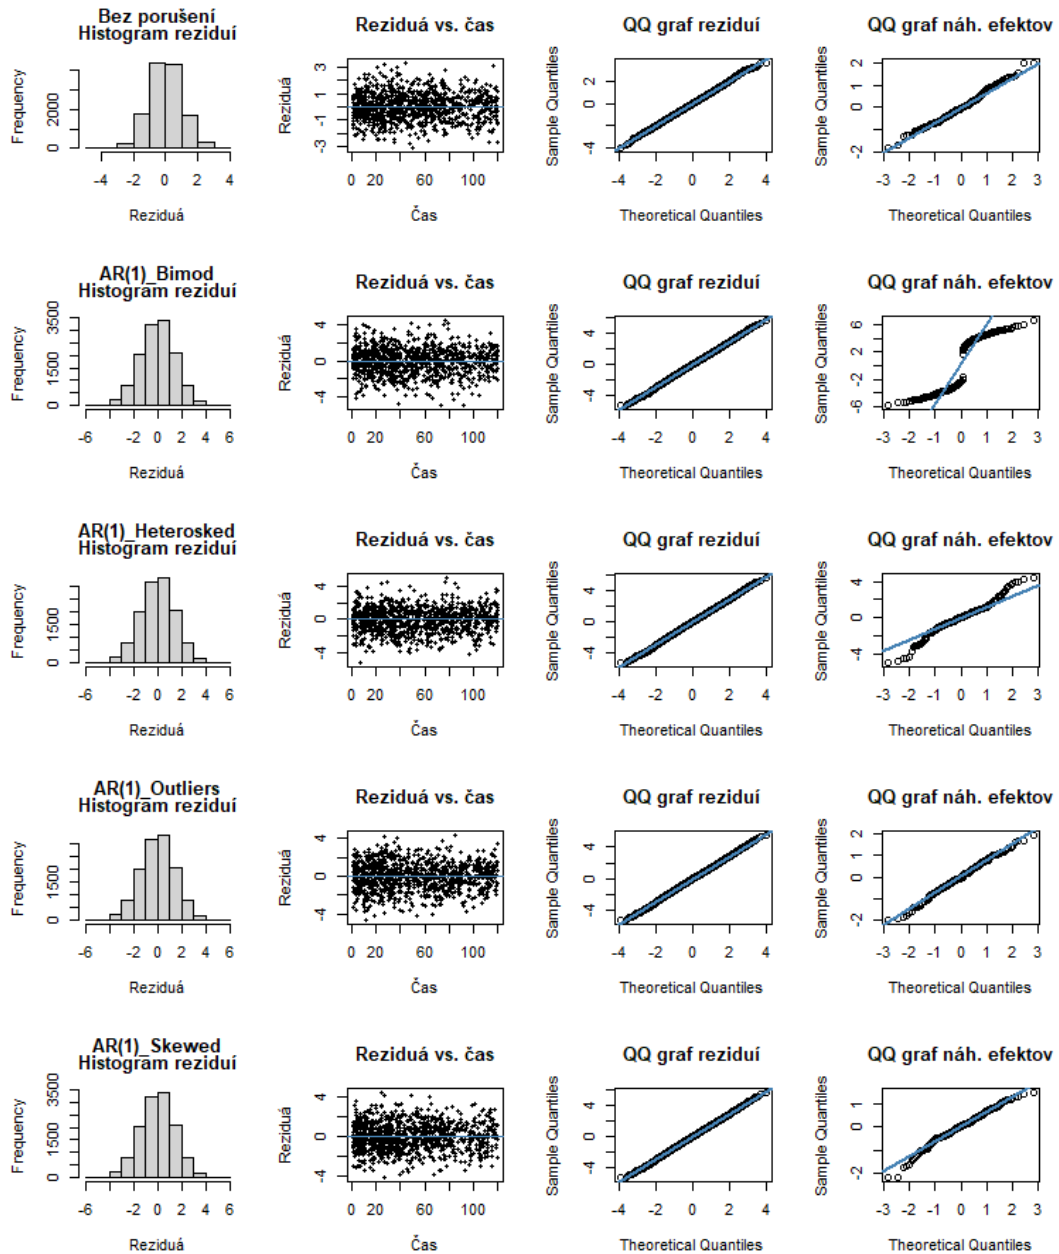 Bez porušení
Histogram reziduí
Reziduá vs. čas
QQ graf reziduí
QQ graf náh. efektov
Frequency
0
2000
-4 -2 0 2 4
Reziduá
Reziduá
-3 -1 1 3
0 20 60 100
Čas
Sample Quantiles
-4 0 2
-4 -2 0 2 4
Theoretical Quantiles
Sample Quantiles
-2 0 1 2
-3 -2 -1 0 1 2 3
Theoretical Quantiles
AR(1)_Bimod
Histogram reziduí
Reziduá vs. čas
QQ graf reziduí
QQ graf náh. efektov
Frequency
0 1500 3500
-6 -4 -2 0 2 4 6
Reziduá
Reziduá
-4 0 4
0 20 60 100
Čas
Sample Quantiles
-4 0 4
-4 -2 0 2 4
Theoretical Quantiles
Sample Quantiles
-6 -2 2 6
-3 -2 -1 0 1 2 3
Theoretical Quantiles
AR(1)_Heterosked
Histogram reziduí
Reziduá vs. čas
QQ graf reziduí
QQ graf náh. efektov
Frequency
0 1500
-6 -4 -2 0 2 4 6
Reziduá
Reziduá
-4 0 4
0 20 60 100
Čas
Sample Quantiles
-4 0 4
-4 -2 0 2 4
Theoretical Quantiles
Sample Quantiles
-4 0 2 4
-3 -2 -1 0 1 2 3
Theoretical Quantiles
AR(1)_Outliers
Histogram reziduí
Reziduá vs. čas
QQ graf reziduí
QQ graf náh. efektov
Frequency
0 1500
-6 -4 -2 0 2 4 6
Reziduá
Reziduá
-4 0 4
0 20 60 100
Čas
Sample Quantiles
-4 0 4
-4 -2 0 2 4
Theoretical Quantiles
Sample Quantiles
-2 0 1 2
-3 -2 -1 0 1 2 3
Theoretical Quantiles
AR(1)_Skewed
Histogram reziduí
Reziduá vs. čas
QQ graf reziduí
QQ graf náh. efektov
Frequency
0 1500 3500
-6 -4 -2 0 2 4 6
Reziduá
Reziduá
-4 0 4
0 20 60 100
Čas
Sample Quantiles
-4 0 4
-4 -2 0 2 4
Theoretical Quantiles
Sample Quantiles
-2 0 1
-3 -2 -1 0 1 2 3
Theoretical Quantiles